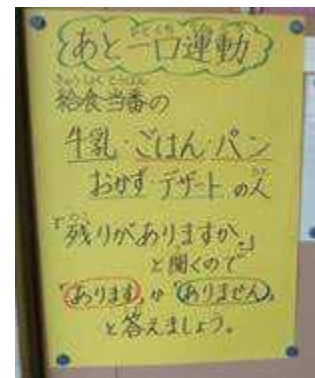 あと一口運動
給食当番の
牛乳・ごはん・パン
おかず・デザートの人
「残りがありますか。」
と聞くので
「あります。」か「ありません。」
と答えましょう。